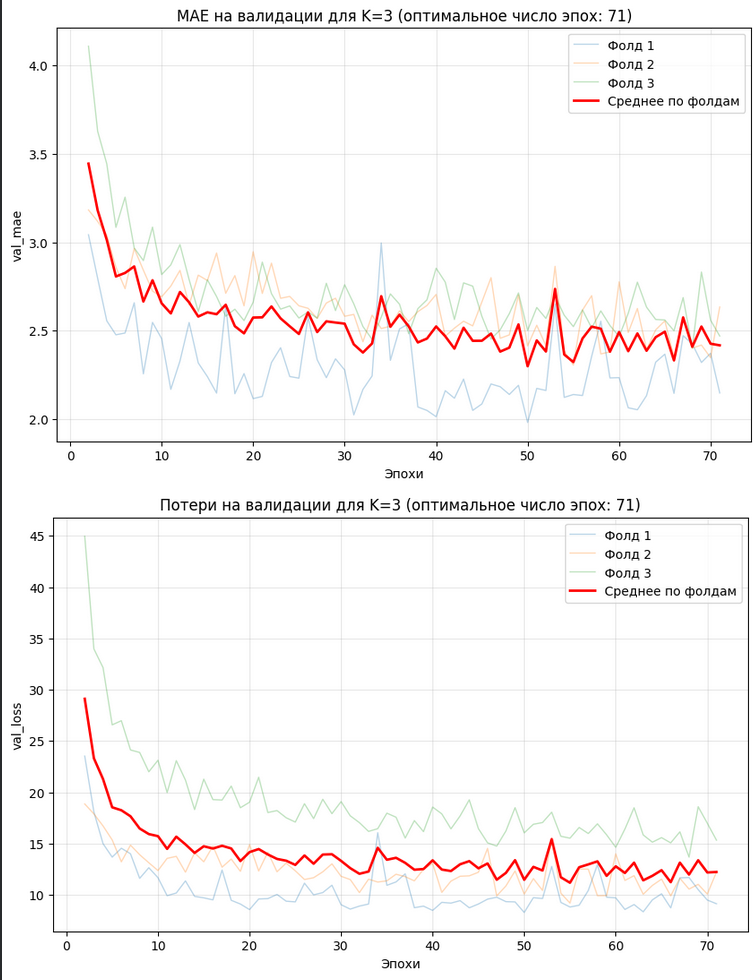 MAE на валидации для K=3 (оптимальное число эпох: 71)
Фолд 1
Фолд 2
Фолд 3
Среднее по фолдам
4.0
3.5
3.0
2.5
2.0
val_mae
0 10 20 30 40 50 60 70
Эпохи
Потери на валидации для K=3 (оптимальное число эпох: 71)
Фолд 1
Фолд 2
Фолд 3
Среднее по фолдам
45
40
35
30
25
20
15
10
val_loss
0 10 20 30 40 50 60 70
Эпохи